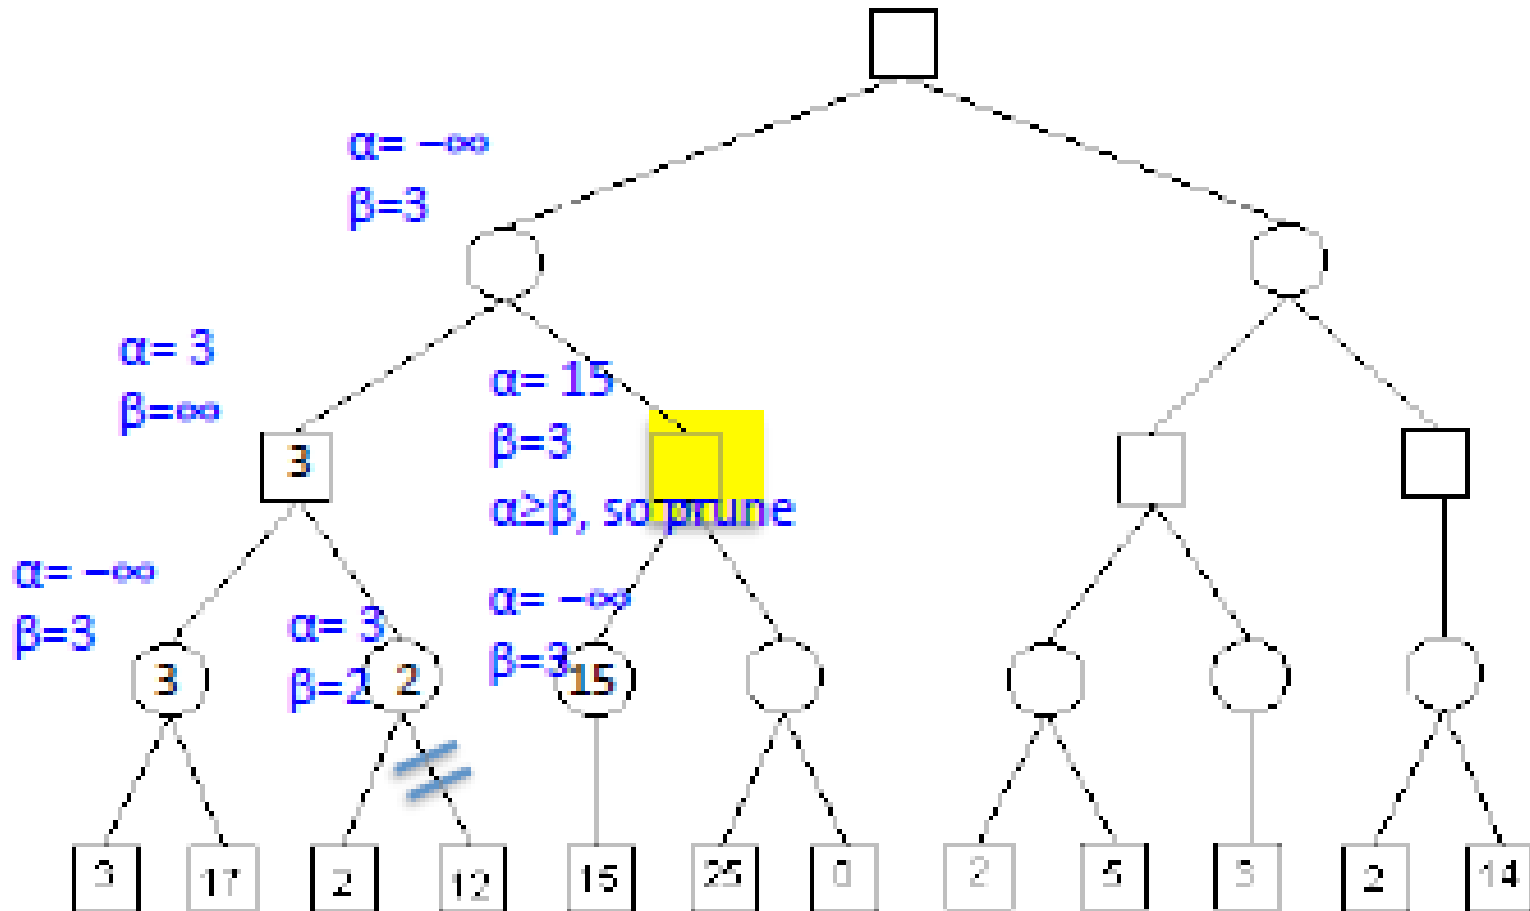 α= −∞
β=3
α= 3
β=∞
α= 15
β=3
3
α≥β, so prune
α= −∞
β=3
α= 3
β=2
α= −∞
β=3
3
2
15
3 17 2 12 15 25 0 2 5 3 2 14